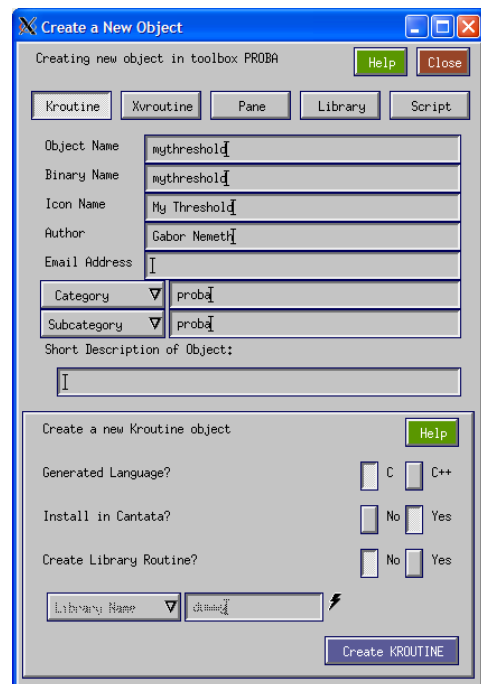 Create a New Object
Creating new object in toolbox PROBA
Help Close
Kroutine Xvroutine Pane Library Script
Object Name mythreshold
Binary Name mythreshold
Icon Name My Threshold
Author Gabor Nemeth
Email Address
Category proba
Subcategory proba
Short Description of Object:
Create a new Kroutine object
Help
Generated Language? C C++
Install in Cantata? No Yes
Create Library Routine? No Yes
Library Name dummy
Create KROUTINE